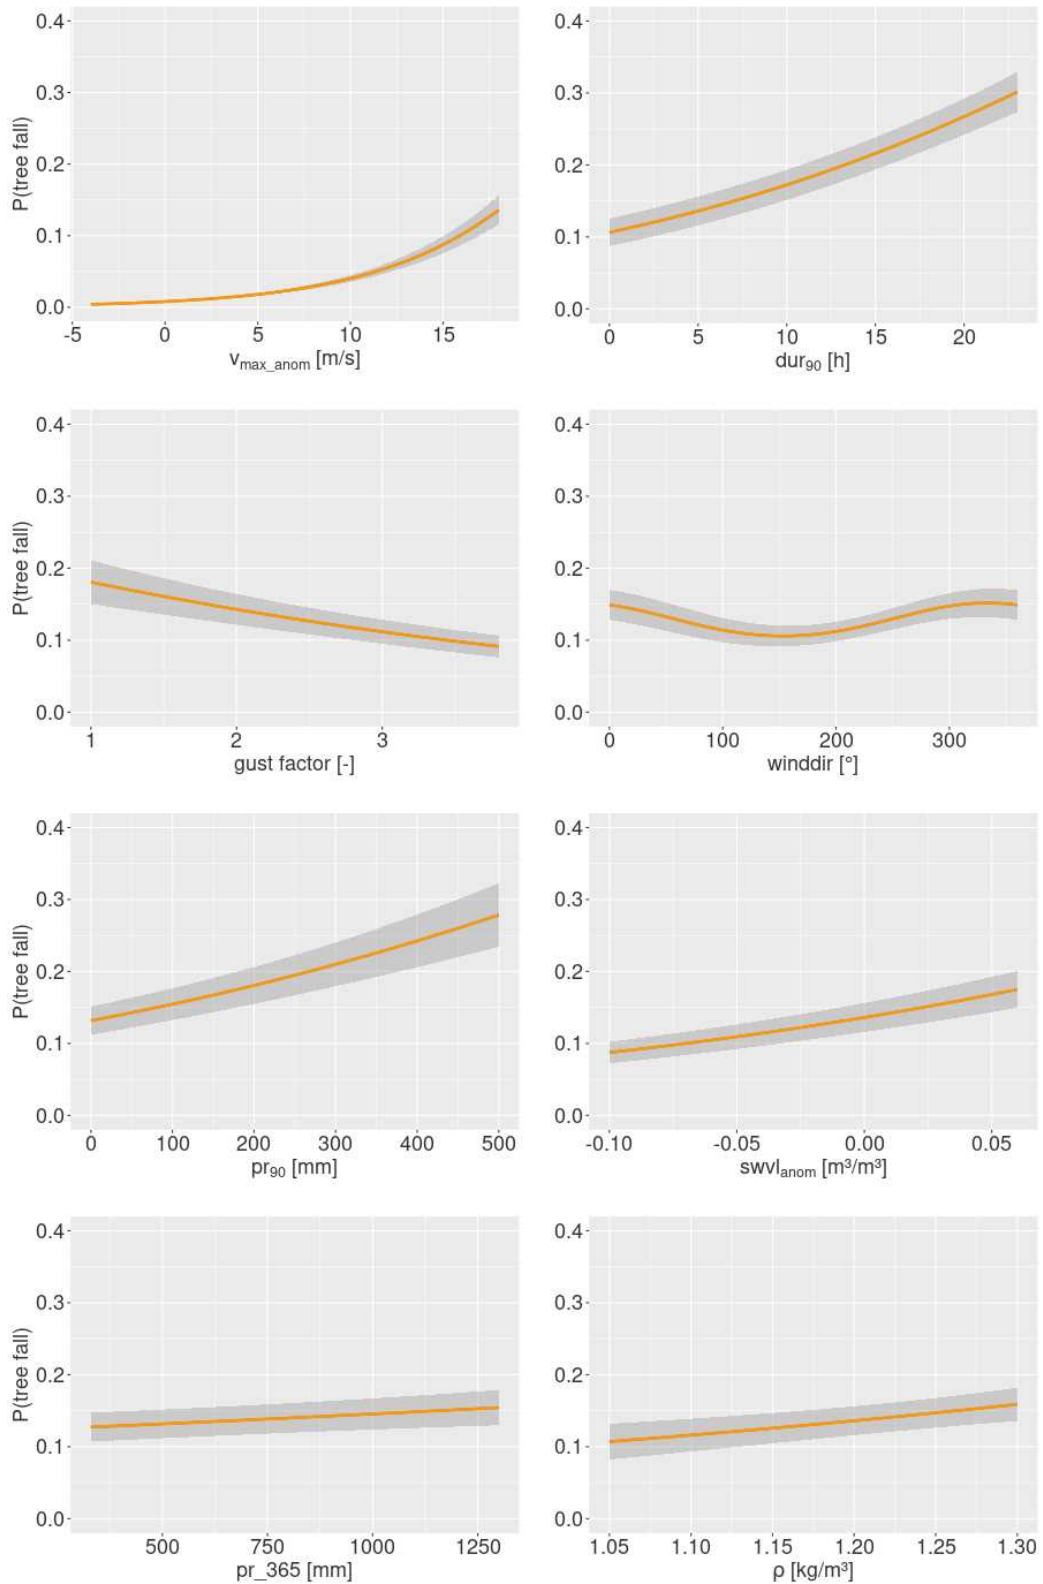 0.4
0.3
0.2
0.1
0.0
P(tree fall)
-5 0 5 10 15
v_max_anom [m/s]
0.4
0.3
0.2
0.1
0.0
0 5 10 15 20
dur₉₀ [h]
0.4
0.3
0.2
0.1
0.0
P(tree fall)
1 2 3
gust factor [-]
0.4
0.3
0.2
0.1
0.0
0 100 200 300
winddir [°]
0.4
0.3
0.2
0.1
0.0
P(tree fall)
0 100 200 300 400 500
pr₉₀ [mm]
0.4
0.3
0.2
0.1
0.0
-0.10 -0.05 0.00 0.05
swvl_anom [m³/m³]
0.4
0.3
0.2
0.1
0.0
P(tree fall)
500 750 1000 1250
pr_365 [mm]
0.4
0.3
0.2
0.1
0.0
1.05 1.10 1.15 1.20 1.25 1.30
ρ [kg/m³]